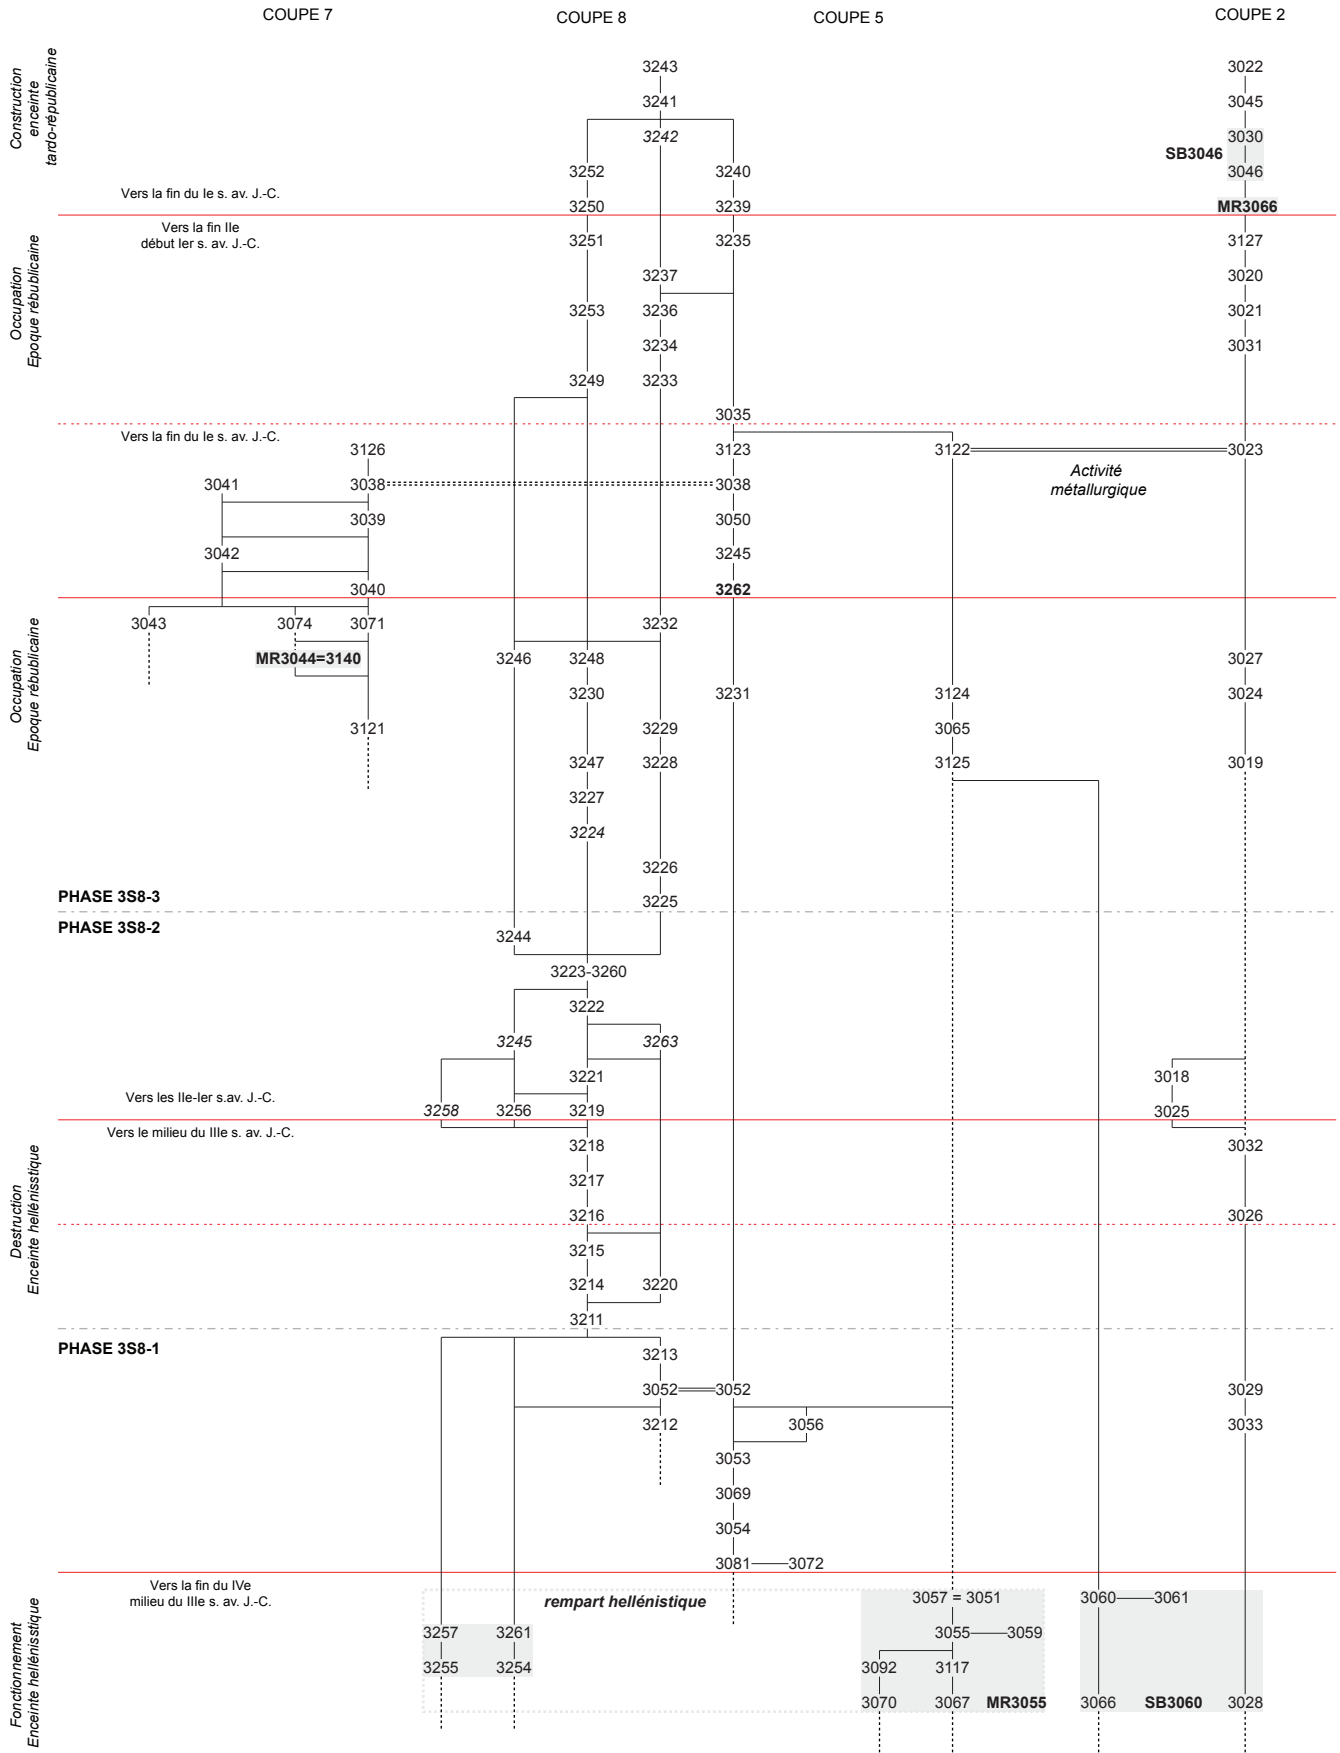 COUPE 7 COUPE 8 COUPE 5 COUPE 2
Construction
enceinte
tardo-républicaine
3243 3022
3241 3045
3242 3030
SB3046
3252 3240 3046
Vers la fin du Ie s. av. J.-C.
3250 3239 MR3066
Vers la fin IIe
début Ier s. av. J.-C.
3251 3235 3127
Occupation
Epoque rébublicaine
3237 3020
3253 3236 3021
3234 3031
3249 3233
3035
Vers la fin du Ie s. av. J.-C.
3126 3123 3122 3023
Activité
métallurgique
3041 3038 3038
3039 3050
3042 3245
3040 3262
3043 3074 3071 3232
Occupation
Epoque rébublicaine
MR3044=3140 3246 3248 3027
3230 3231 3124 3024
3121 3229 3065
3247 3228 3125 3019
3227
3224
3226
PHASE 3S8-3
3225
PHASE 3S8-2
3244
3223-3260
3222
3245 3263
3221 3018
Vers les IIe-Ier s.av. J.-C.
3258 3256 3219 3025
Vers le milieu du IIIe s. av. J.-C.
3218 3032
Destruction
Enceinte hellénisstique
3217
3216 3026
3215
3214 3220
3211
PHASE 3S8-1
3213
3052 3052 3029
3212 3056 3033
3053
3069
3054
3081 3072
Vers la fin du IVe
milieu du IIIe s. av. J.-C.
Fonctionnement
Enceinte hellénisstique
rempart hellénistique 3057 = 3051 3060 3061
3257 3261 3055 3059
3255 3254 3092 3117
3070 3067 MR3055 3066 SB3060 3028